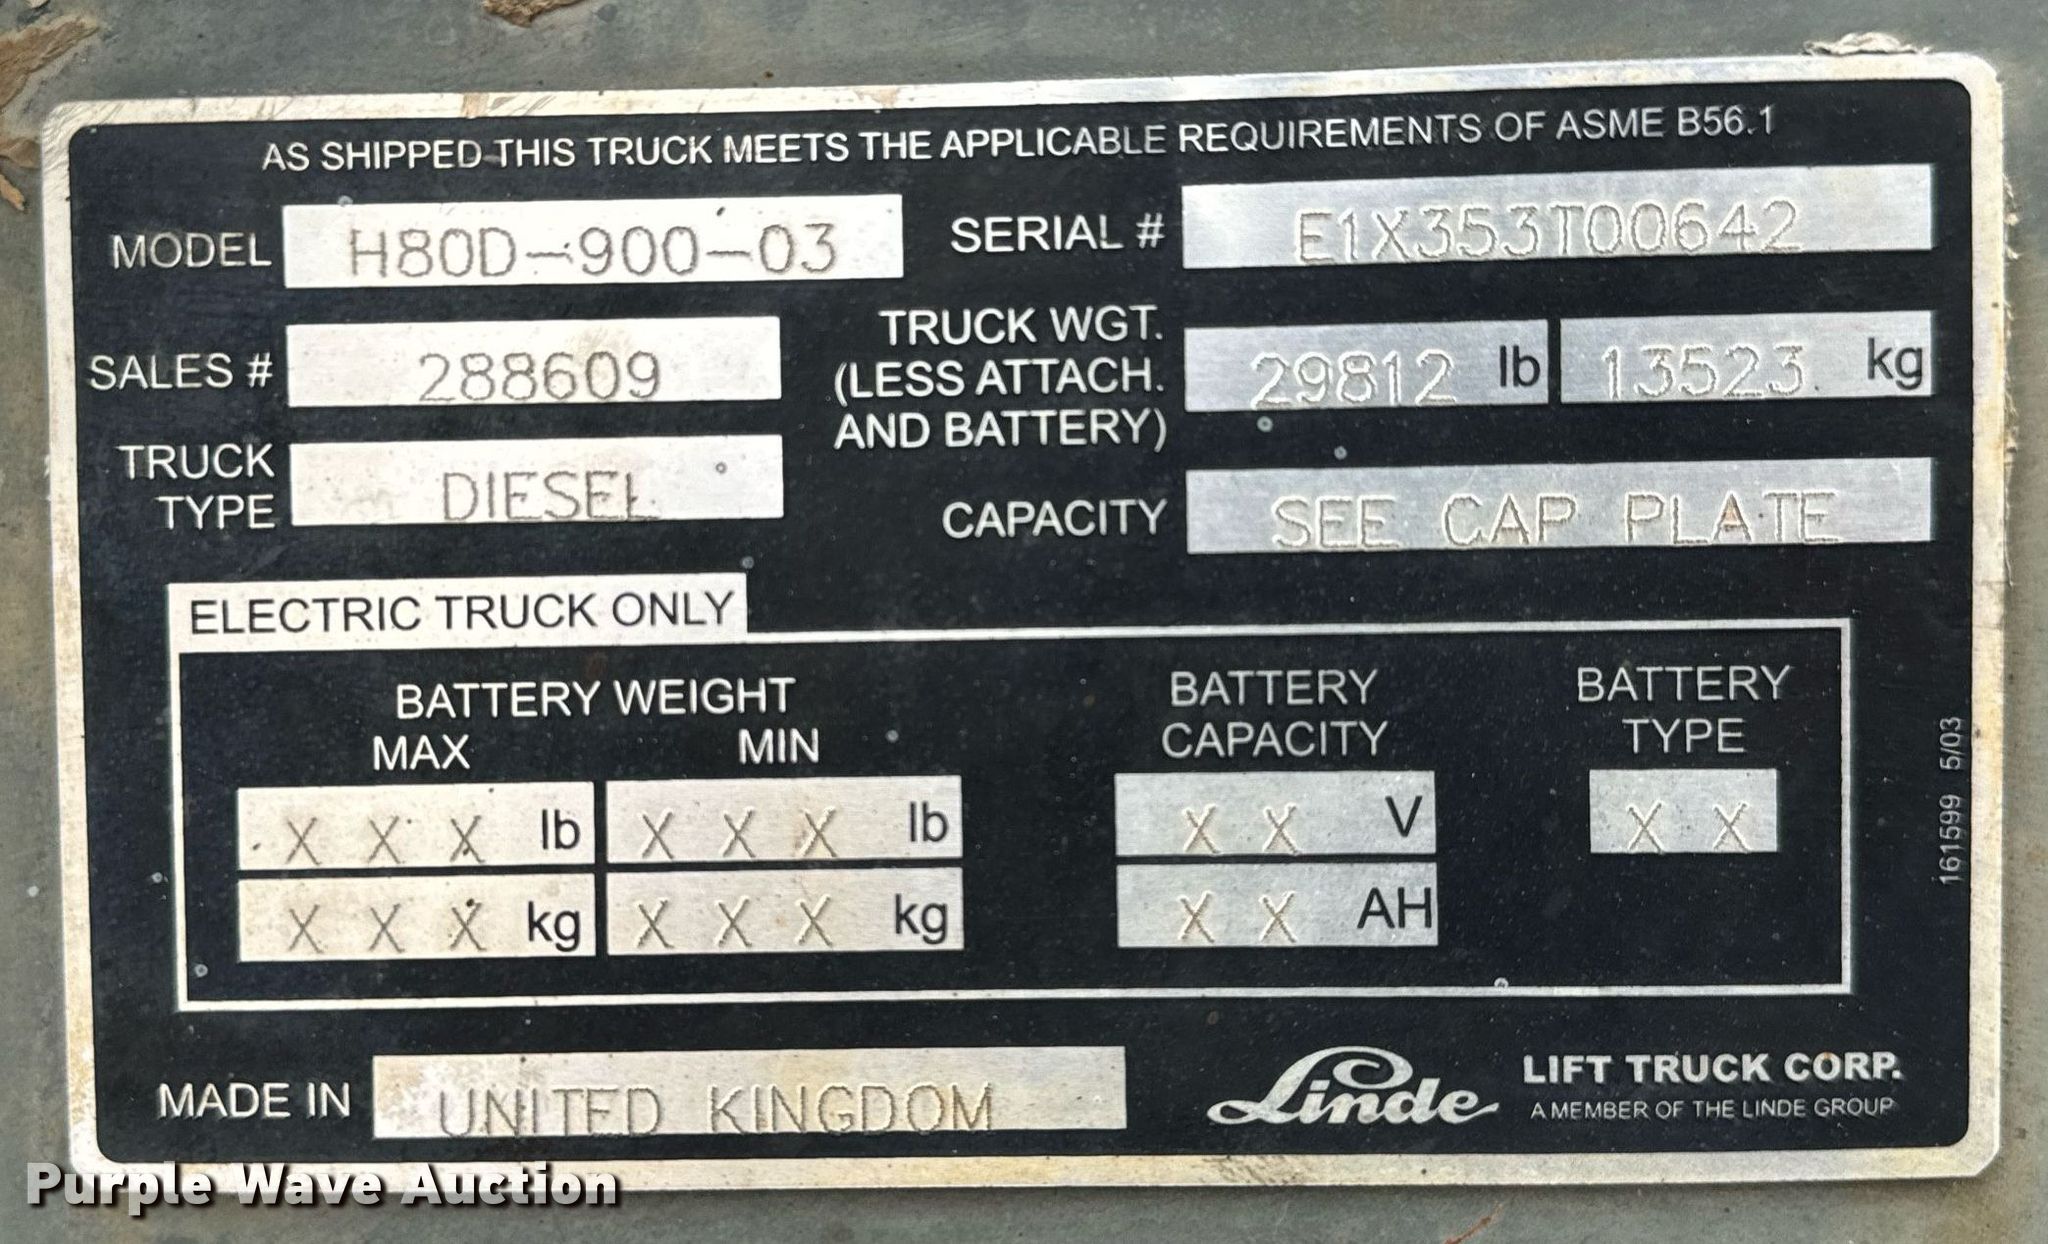 AS SHIPPED THIS TRUCK MEETS THE APPLICABLE REQUIREMENTS OF ASME B56.1
MODEL H80D-900-03 SERIAL # E1X353T00642
SALES # 288609
TRUCK WGT.
(LESS ATTACH.
AND BATTERY) 29812 lb 13523 kg
TRUCK
TYPE DIESEL
CAPACITY SEE CAP PLATE
ELECTRIC TRUCK ONLY
BATTERY WEIGHT
MAX MIN
X X X lb X X X lb
X X X kg X X X kg
BATTERY
CAPACITY
X X V
X X AH
BATTERY
TYPE
X X
161599 5/03
MADE IN UNITED KINGDOM
Linde LIFT TRUCK CORP.
A MEMBER OF THE LINDE GROUP
Purple Wave Auction